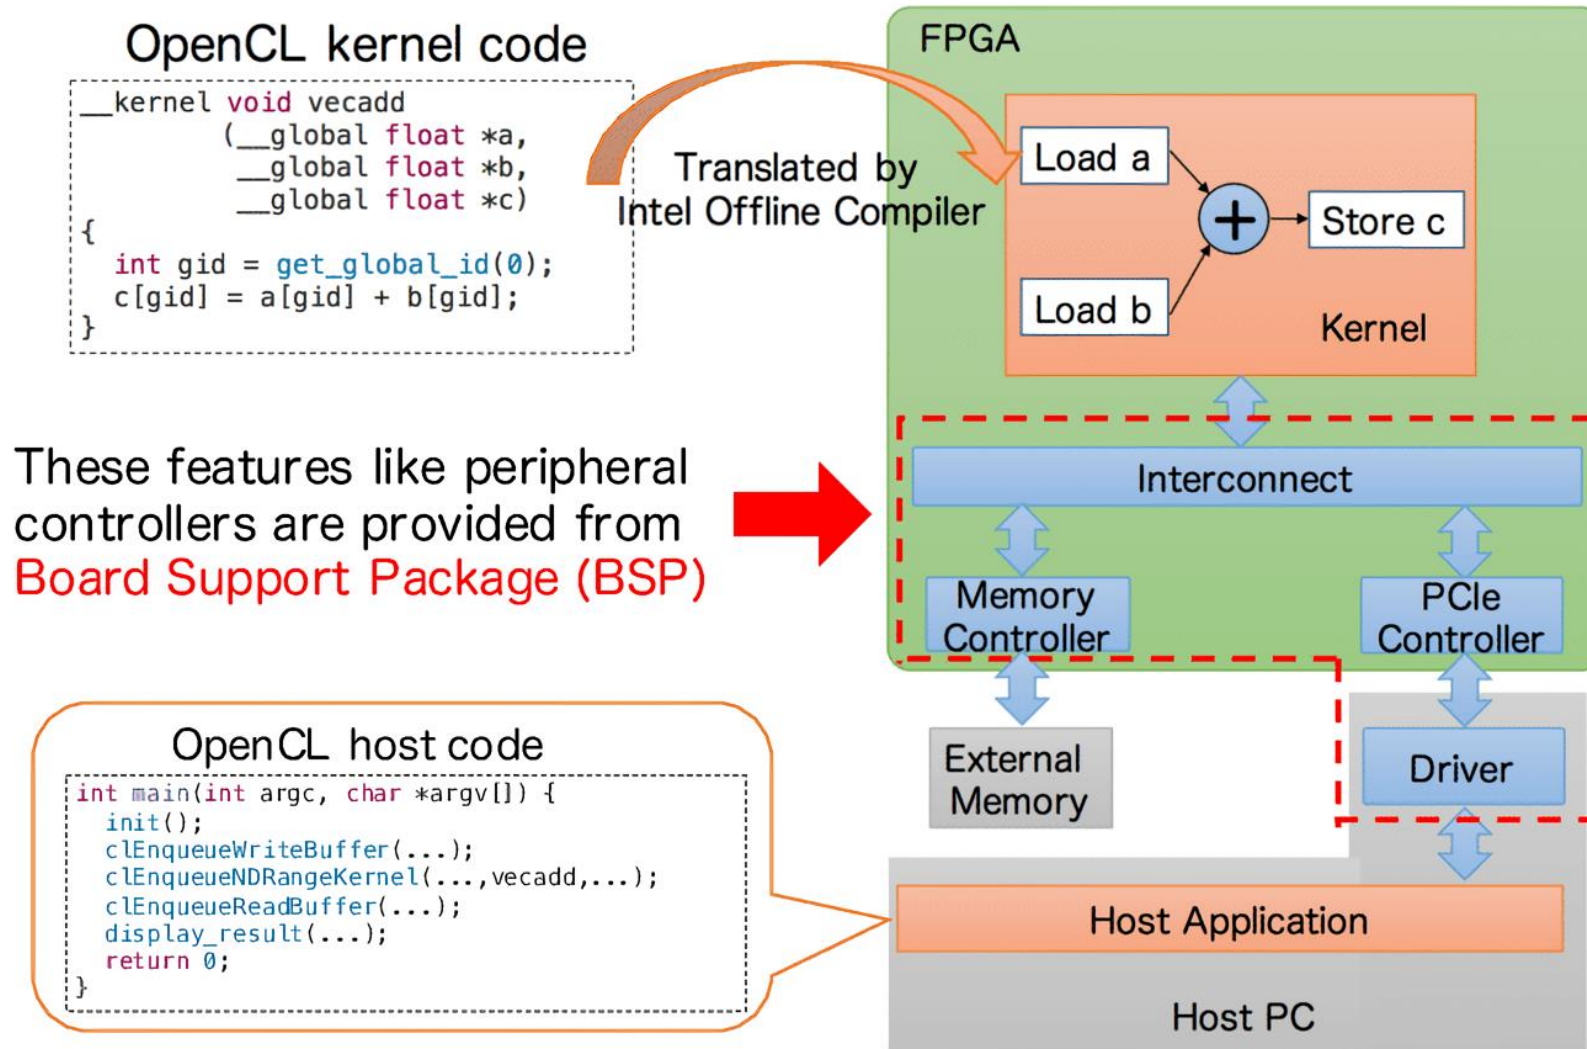 OpenCL kernel code
__kernel void vecadd
(__global float *a,
__global float *b,
__global float *c)
{
int gid = get_global_id(0);
c[gid] = a[gid] + b[gid];
}
Translated by
Intel Offline Compiler
FPGA
Load a
+
Store c
Load b
Kernel
These features like peripheral
controllers are provided from
Board Support Package (BSP)
Interconnect
Memory
Controller
PCIe
Controller
External
Memory
Driver
OpenCL host code
int main(int argc, char *argv[]) {
init();
clEnqueueWriteBuffer(...);
clEnqueueNDRangeKernel(...,vecadd,...);
clEnqueueReadBuffer(...);
display_result(...);
return 0;
}
Host Application
Host PC